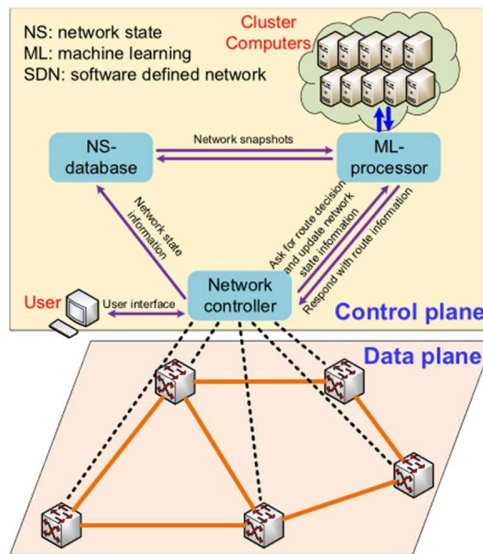 NS: network state
ML: machine learning
SDN: software defined network
Cluster
Computers
NS-
database
Network snapshots
ML-
processor
Network state
information
Ask for route decision
and update network
state information
Respond with route information
Network
controller
User
User interface
Control plane
Data plane